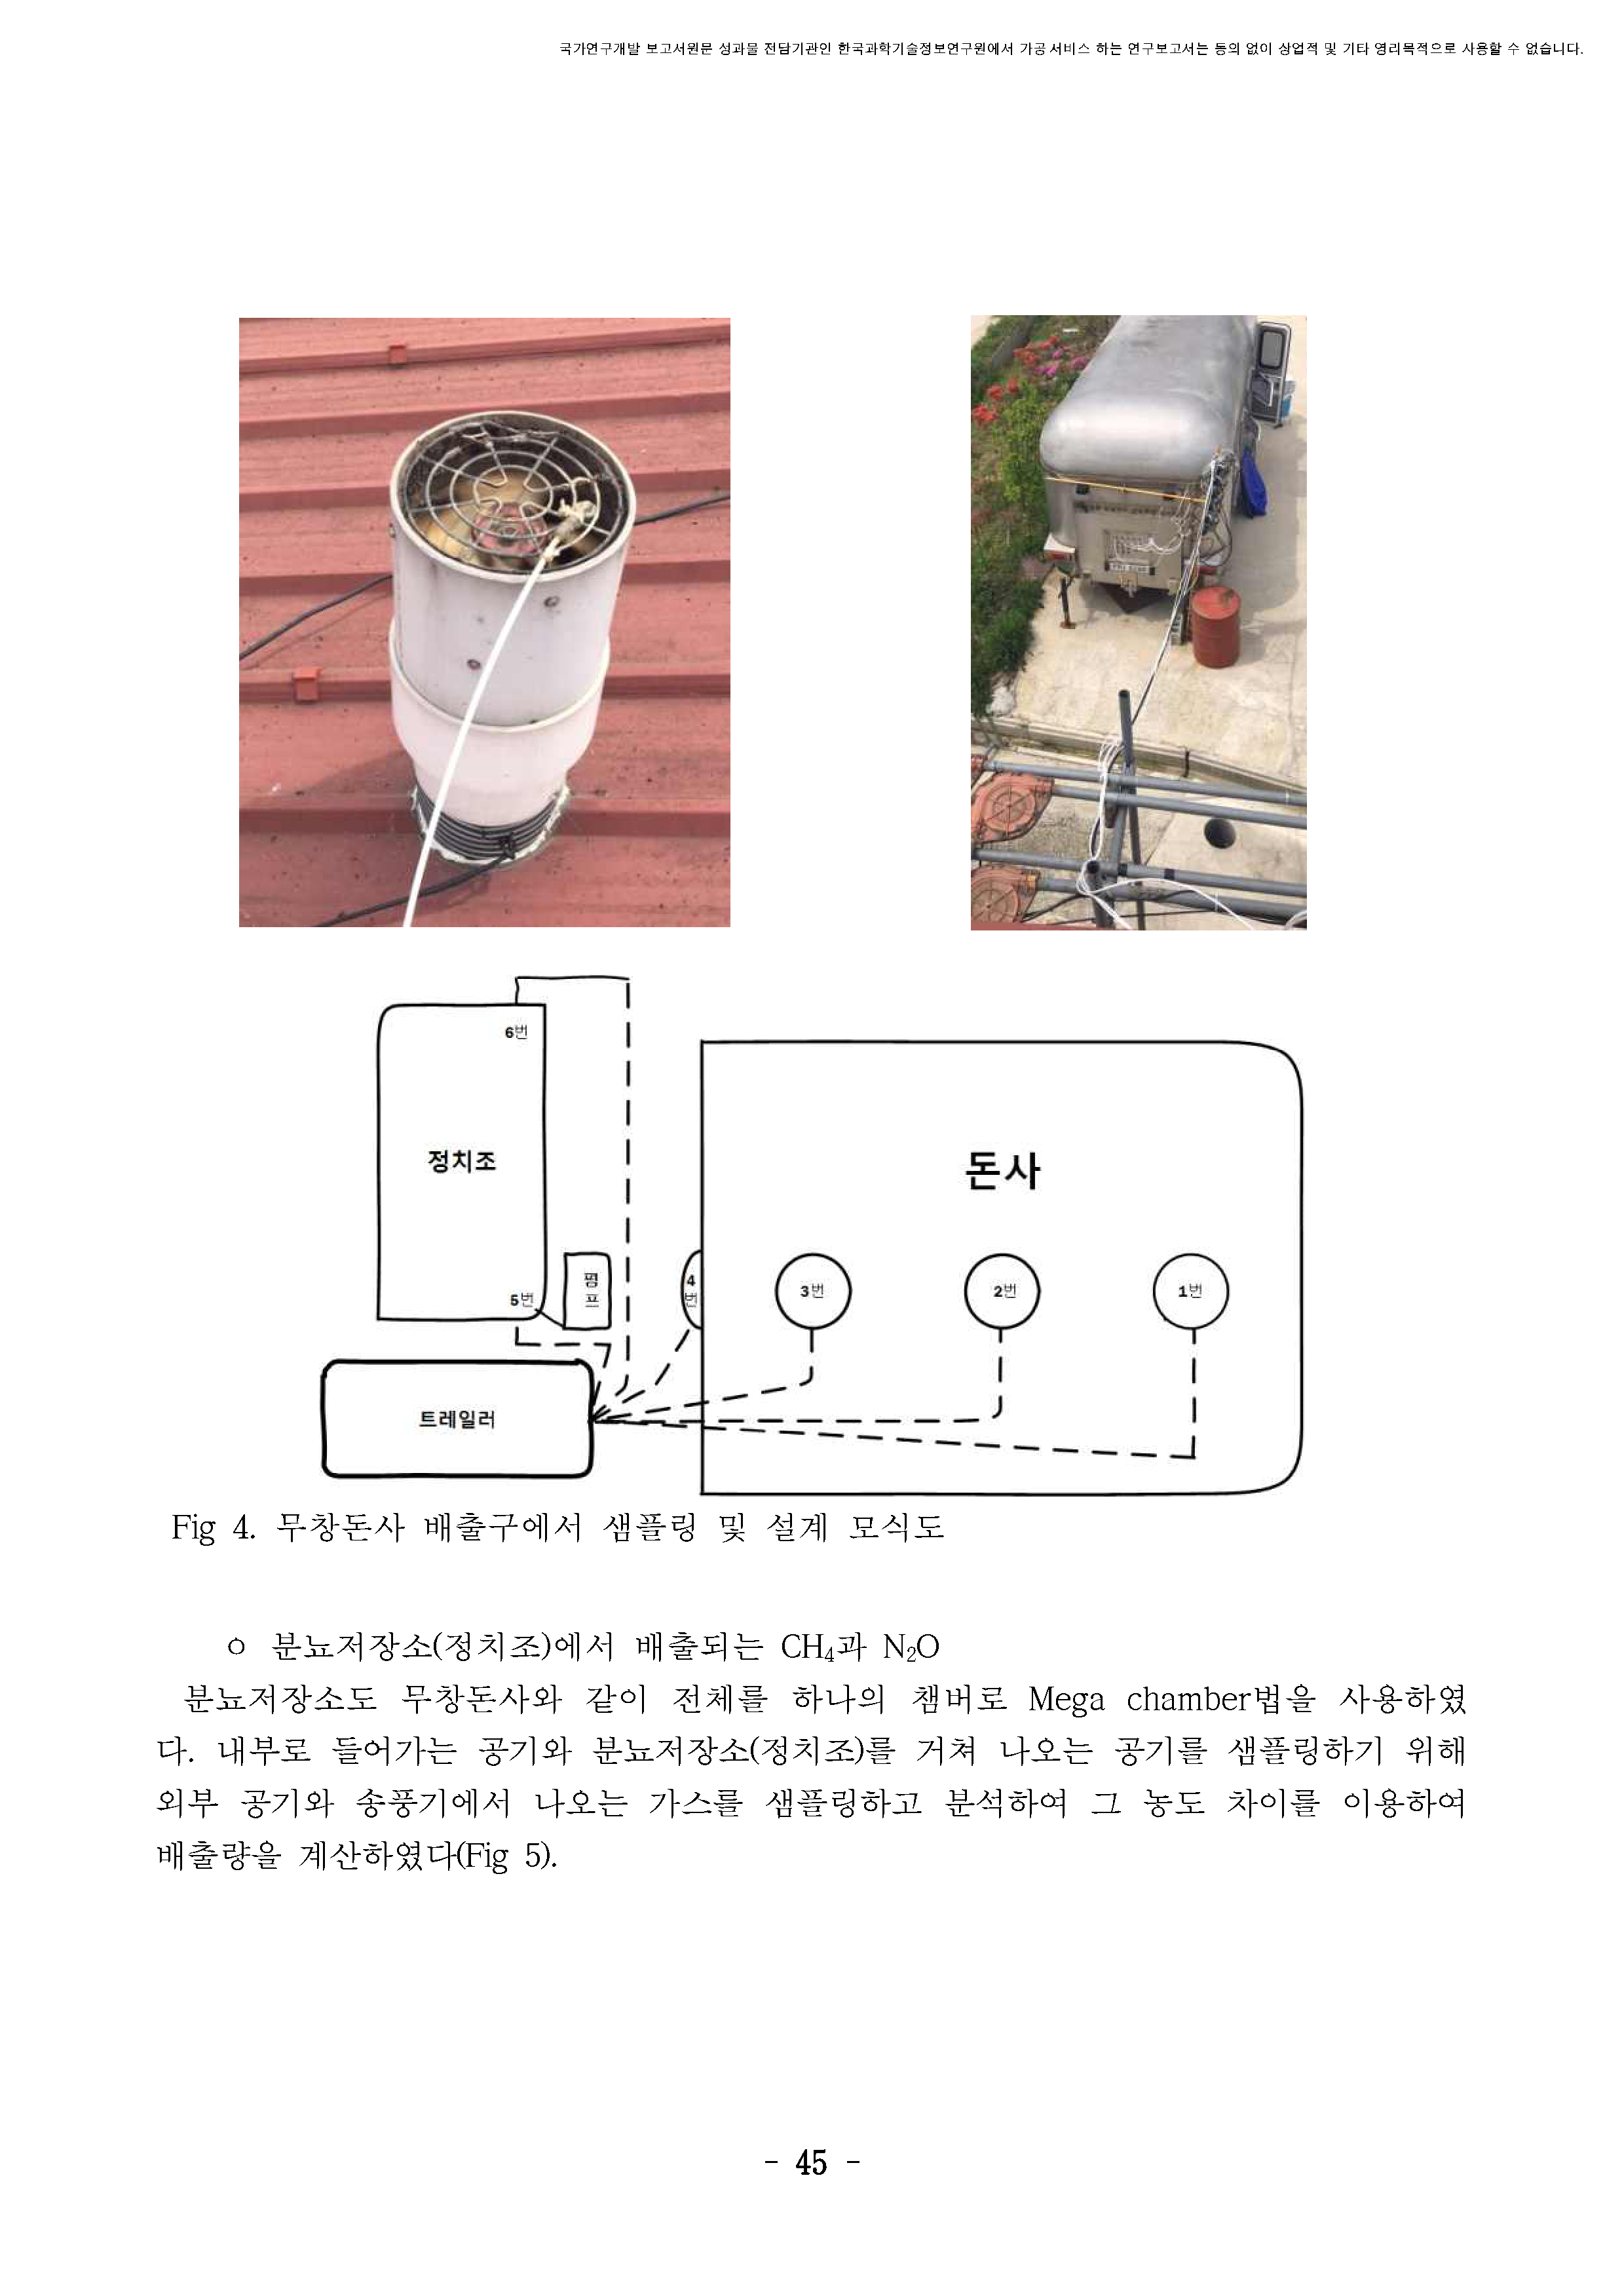 국가연구개발 보고서원문 성과물 전담기관인 한국과학기술정보연구원에서 가공·서비스 하는 연구보고서는 동의 없이 상업적 및 기타 영리목적으로 사용할 수 없습니다.
6번
정치조
돈사
펌
프
4
번
3번
2번
1번
5번
트레일러
Fig 4. 무창돈사 배출구에서 샘플링 및 설계 모식도
○ 분뇨저장소(정치조)에서 배출되는 CH₄과 N₂O
분뇨저장소도 무창돈사와 같이 전체를 하나의 챔버로 Mega chamber법을 사용하였
다. 내부로 들어가는 공기와 분뇨저장소(정치조)를 거쳐 나오는 공기를 샘플링하기 위해
외부 공기와 송풍기에서 나오는 가스를 샘플링하고 분석하여 그 농도 차이를 이용하여
배출량을 계산하였다(Fig 5).
- 45 -